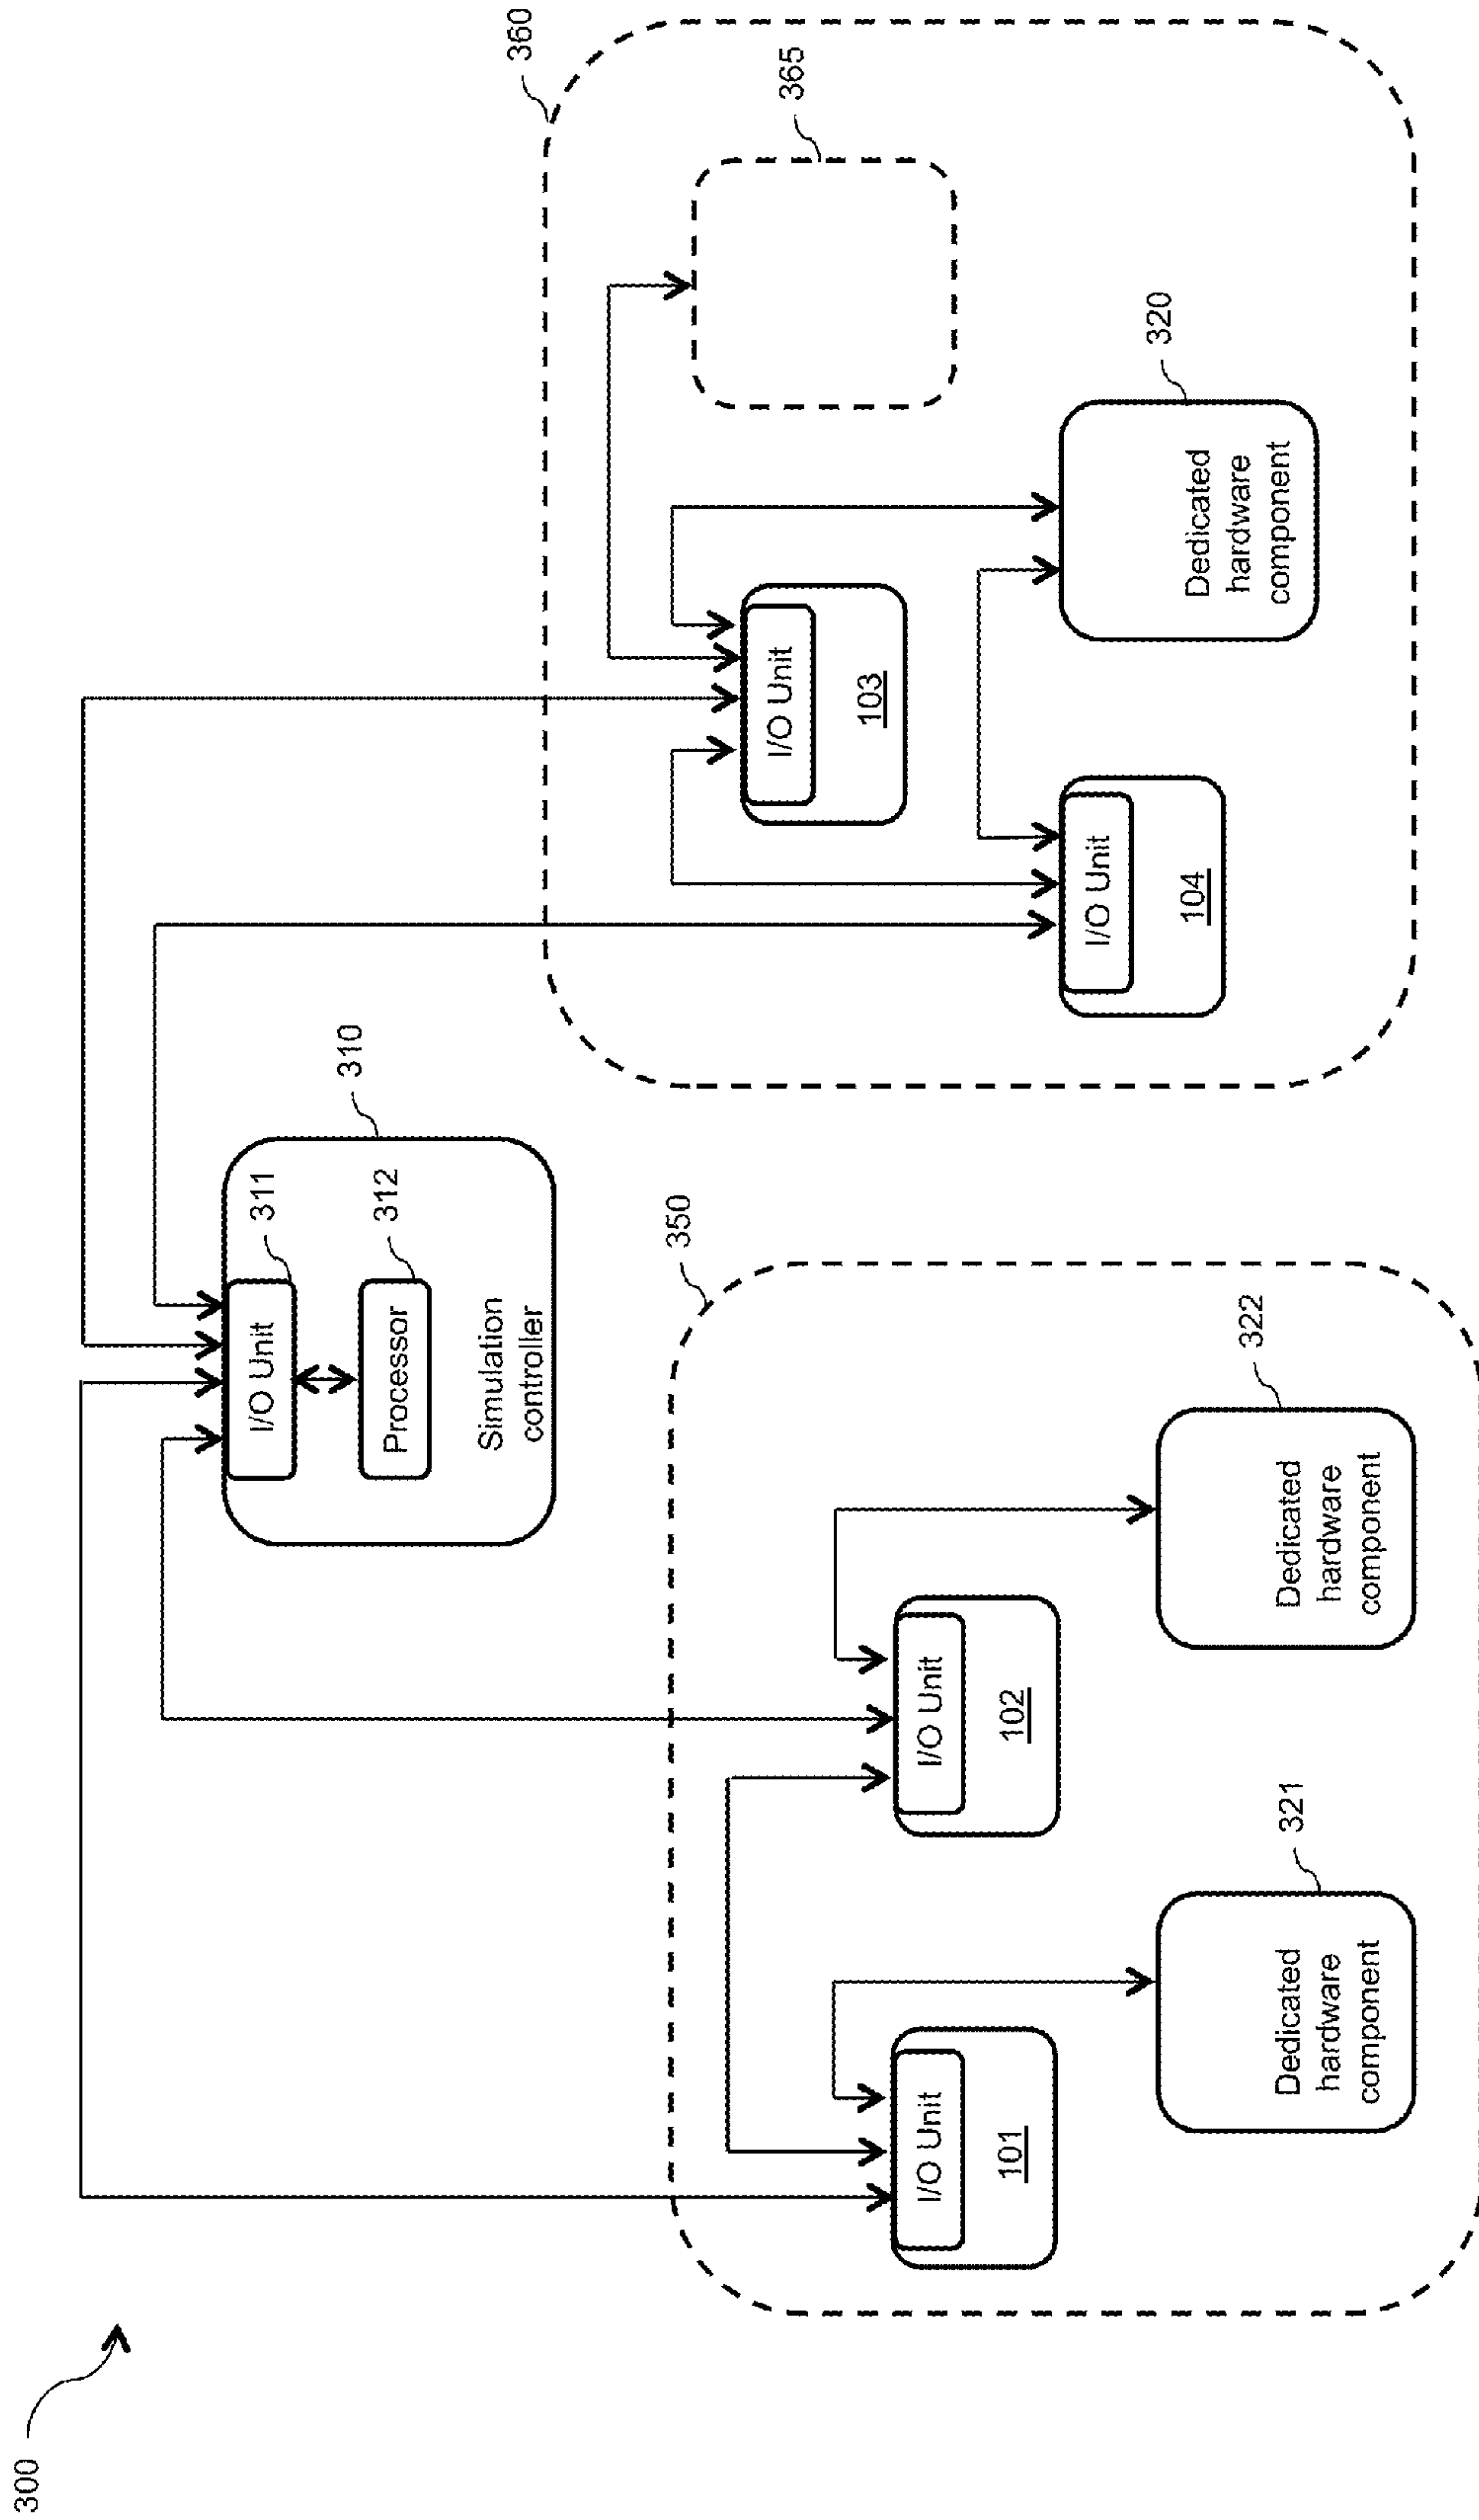 300
310
I/O Unit
311
Processor
312
Simulation
controller
350
I/O Unit
101
I/O Unit
102
Dedicated
hardware
component
321
Dedicated
hardware
component
322
360
I/O Unit
103
365
I/O Unit
104
Dedicated
hardware
component
320